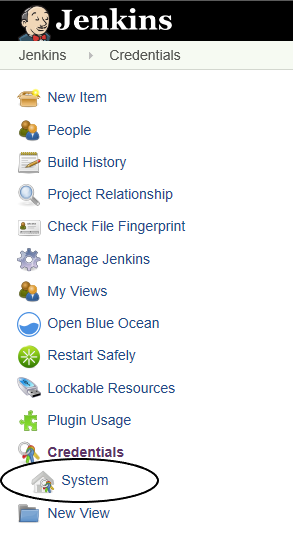 Jenkins
Jenkins Credentials
New Item
People
Build History
Project Relationship
Check File Fingerprint
Manage Jenkins
My Views
Open Blue Ocean
Restart Safely
Lockable Resources
Plugin Usage
Credentials
System
New View